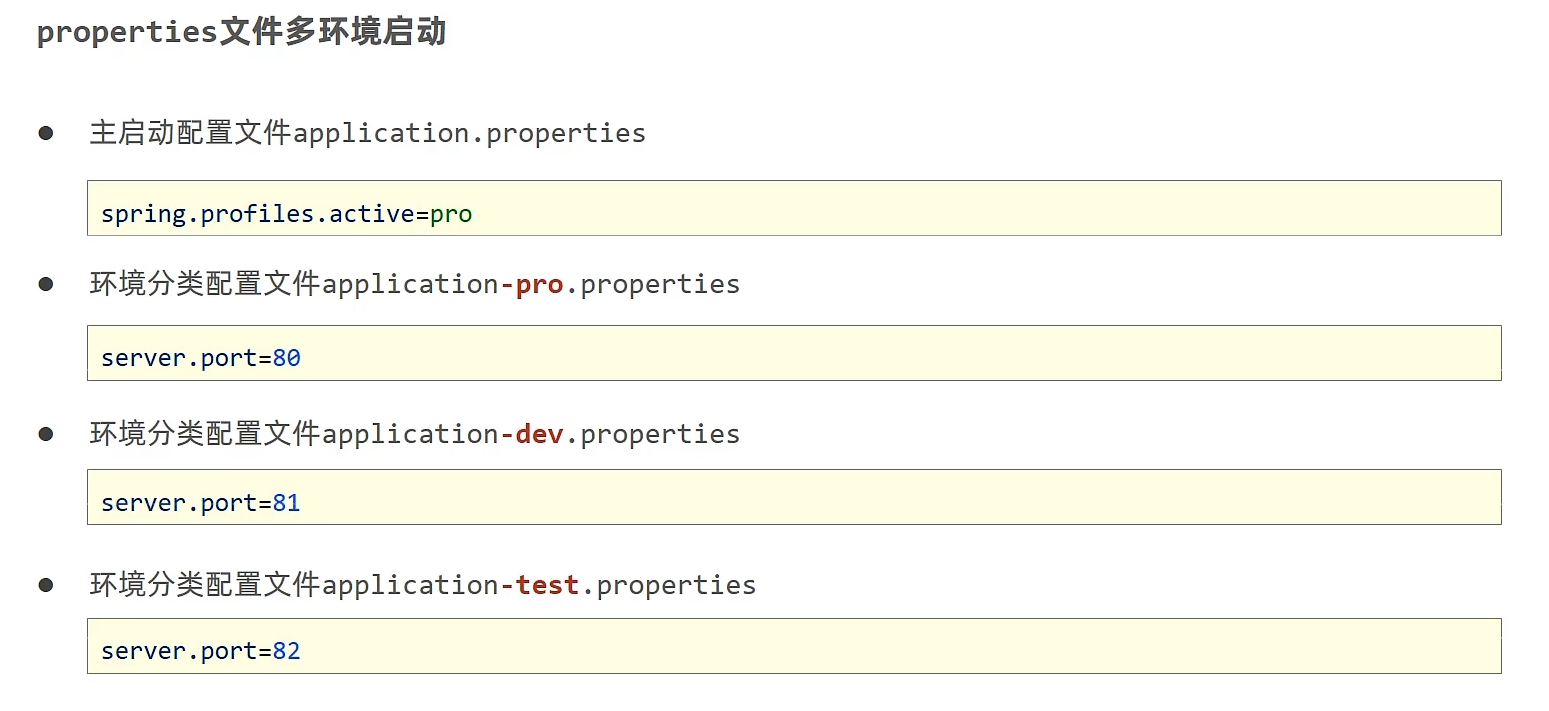 properties文件多环境启动
● 主启动配置文件application.properties
spring.profiles.active=pro
● 环境分类配置文件application-pro.properties
server.port=80
● 环境分类配置文件application-dev.properties
server.port=81
● 环境分类配置文件application-test.properties
server.port=82